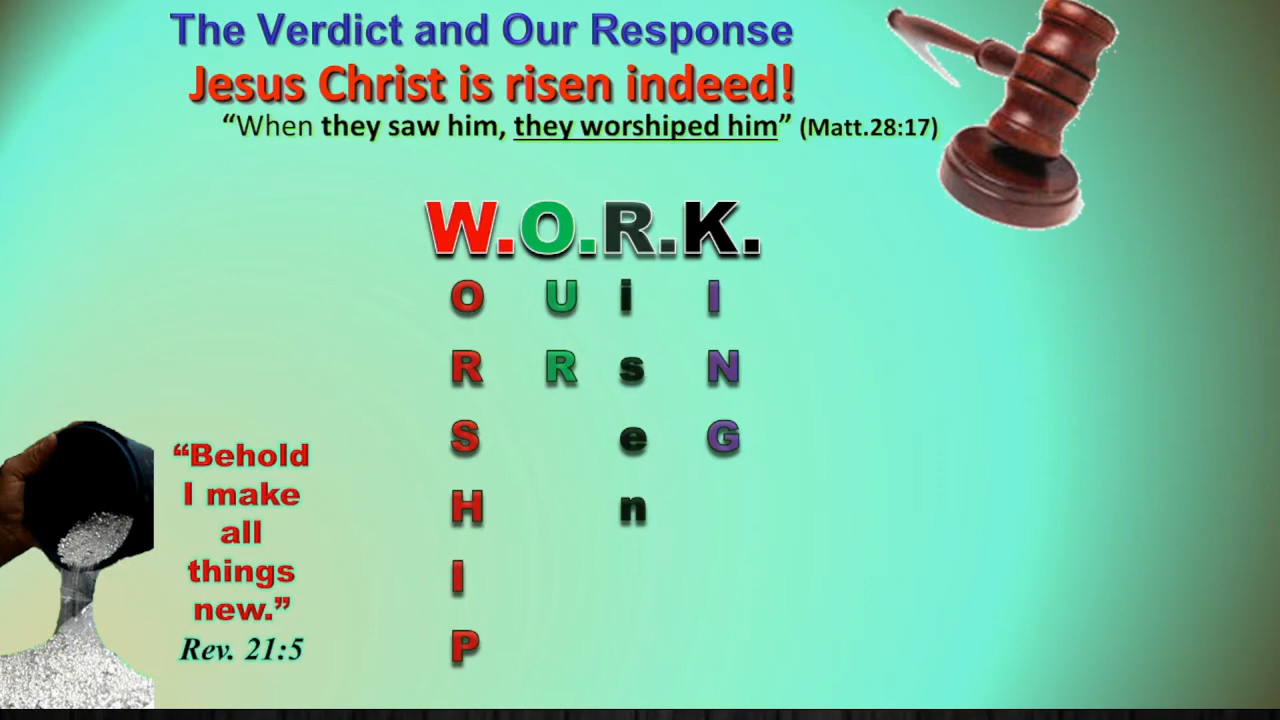 The Verdict and Our Response
Jesus Christ is risen indeed!
“When they saw him, they worshiped him” (Matt.28:17)
W.O.R.K.
O U i I
R R s N
S e G
H n
I
P
“Behold
I make
all
things
new.”
Rev. 21:5